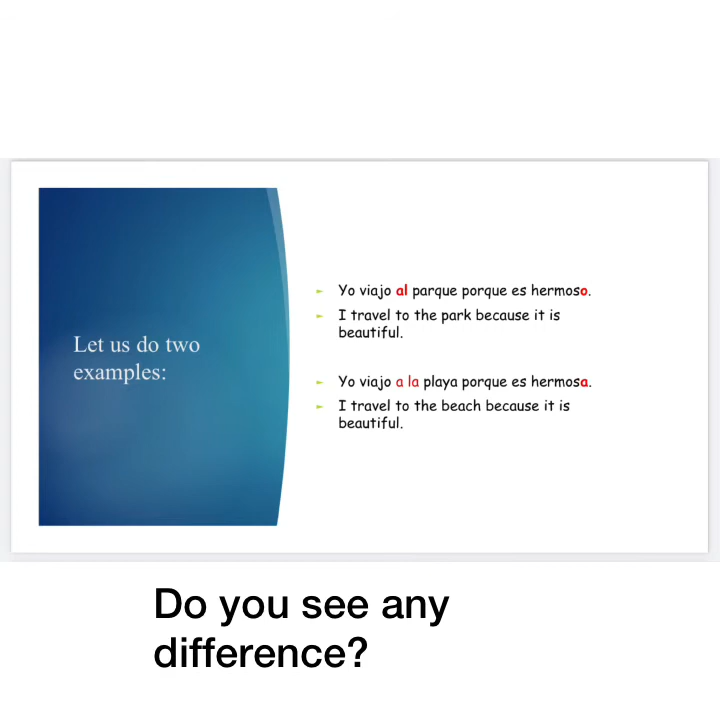 Let us do two
examples:
Yo viajo al parque porque es hermoso.
I travel to the park because it is
beautiful.
Yo viajo a la playa porque es hermosa.
I travel to the beach because it is
beautiful.
Do you see any
difference?